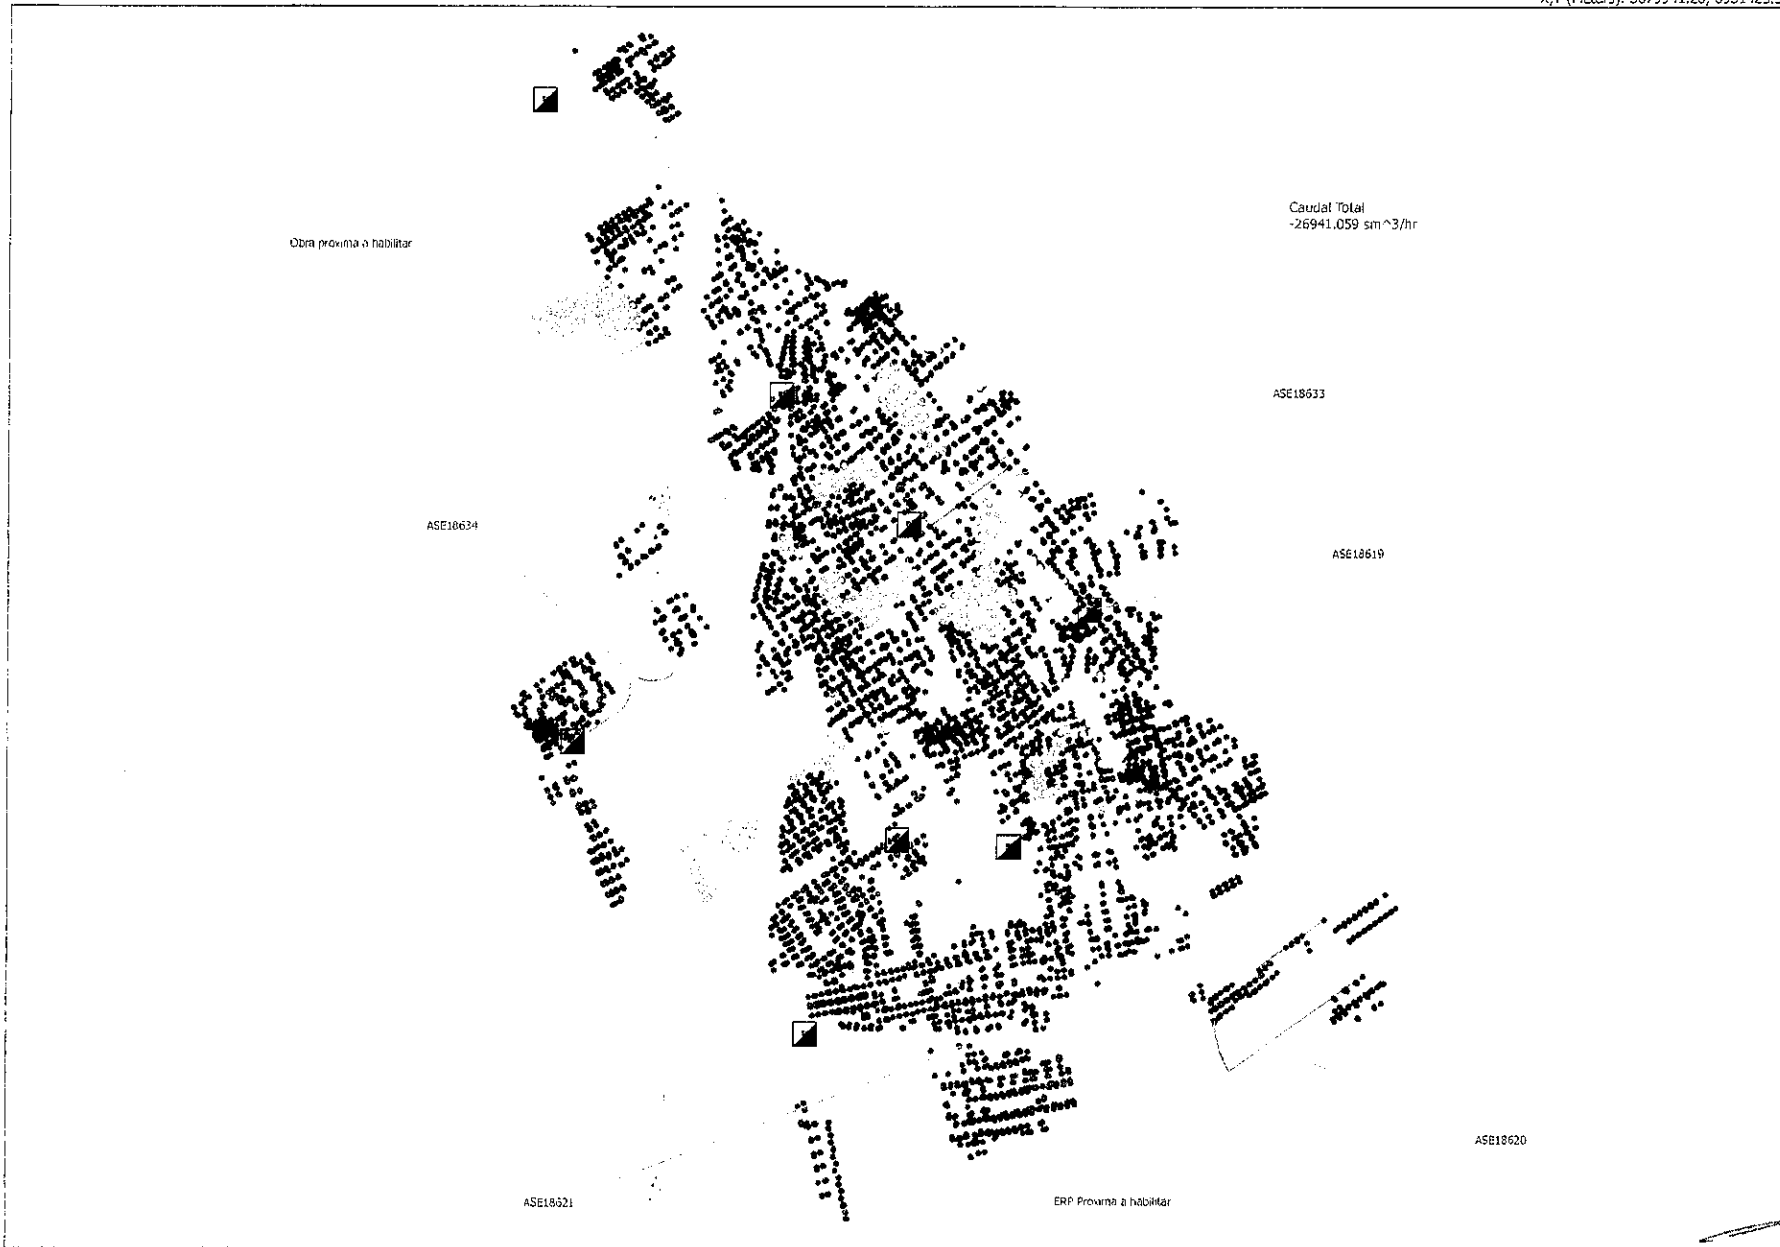 Caudal Total
-26941.059 sm^3/hr
Obra proxima a habilitar
ASE18633
ASE18634
ASE18619
ASE18620
ASE18621
ERP Proxima a habilitar